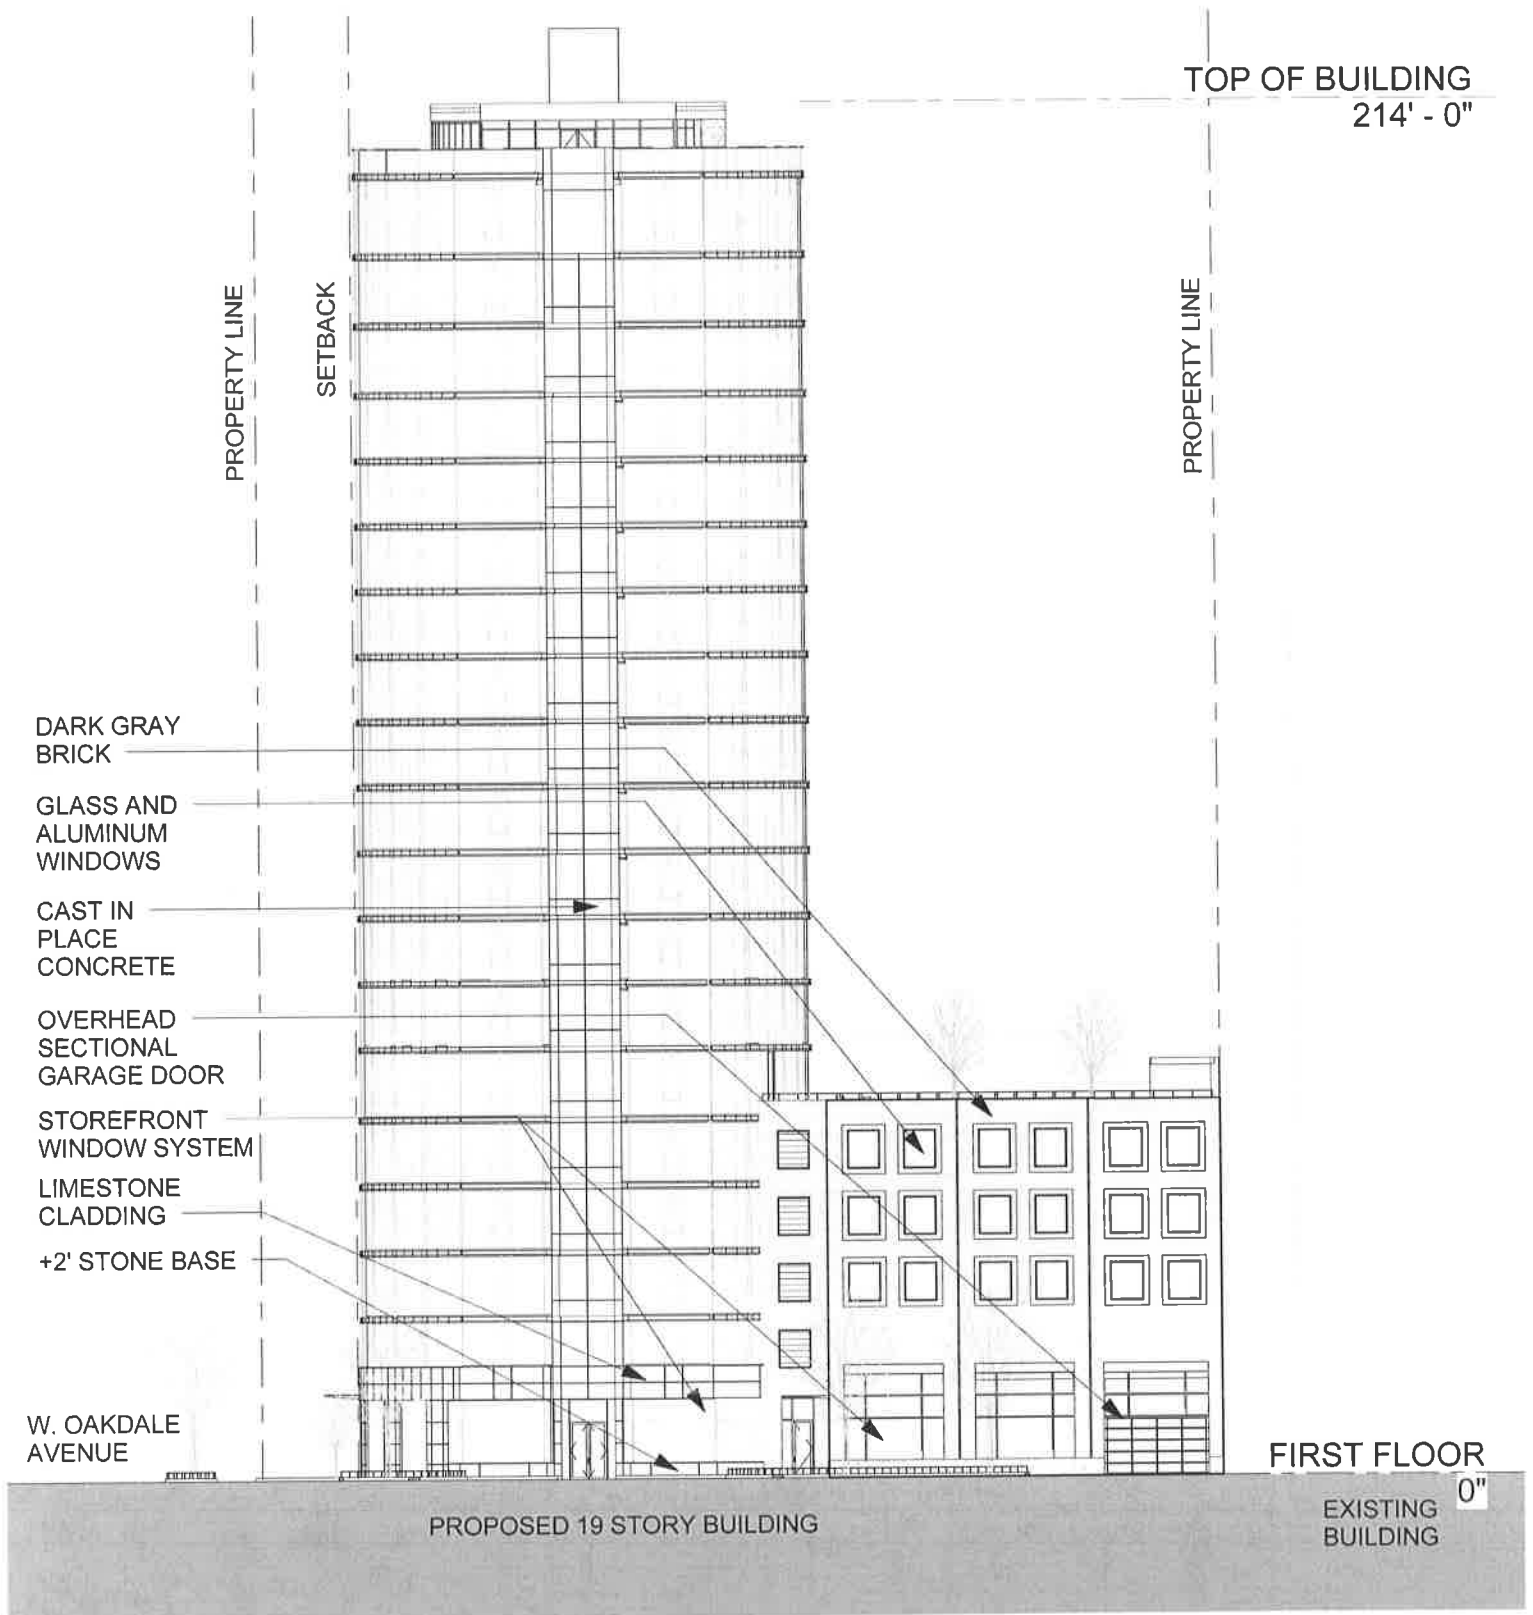 TOP OF BUILDING
214' - 0"
PROPERTY LINE
SETBACK
PROPERTY LINE
DARK GRAY
BRICK
GLASS AND
ALUMINUM
WINDOWS
CAST IN
PLACE
CONCRETE
OVERHEAD
SECTIONAL
GARAGE DOOR
STOREFRONT
WINDOW SYSTEM
LIMESTONE
CLADDING
+2' STONE BASE
W. OAKDALE
AVENUE
FIRST FLOOR
0"
PROPOSED 19 STORY BUILDING
EXISTING
BUILDING